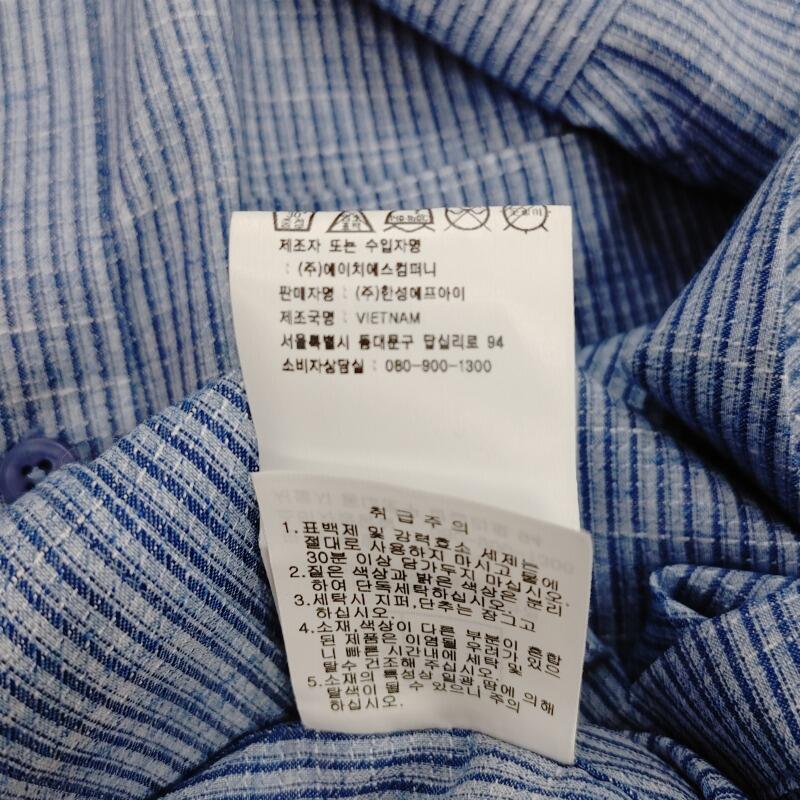 30°
중성
염소
표백
제조자 또는 수입자명
: (주)에이치에스컴퍼니
판매자명 : (주)한성에프아이
제조국명 : VIETNAM
서울특별시 동대문구 답십리로 94
소비자상담실 : 080-900-1300
취 급 주 의
1. 표백제 및 강력효소 세제는
절대로 사용하지 마시고 물에
30분 이상 담가두지 마십시오.
2. 짙은 색상과 밝은 색상은 분리
하여 단독세탁하십시오.
3. 세탁시 지퍼, 단추는 잠그고
하십시오.
4. 소재, 색상이 다른 부분이 혼합
된 제품은 이염될 우려가 있으
니 빠른 시간내에 세탁 및
탈수 건조해 주십시오.
5. 소재의 특성상 일광 땀에 의해
탈색이 될 수 있으니 주의
하십시오.